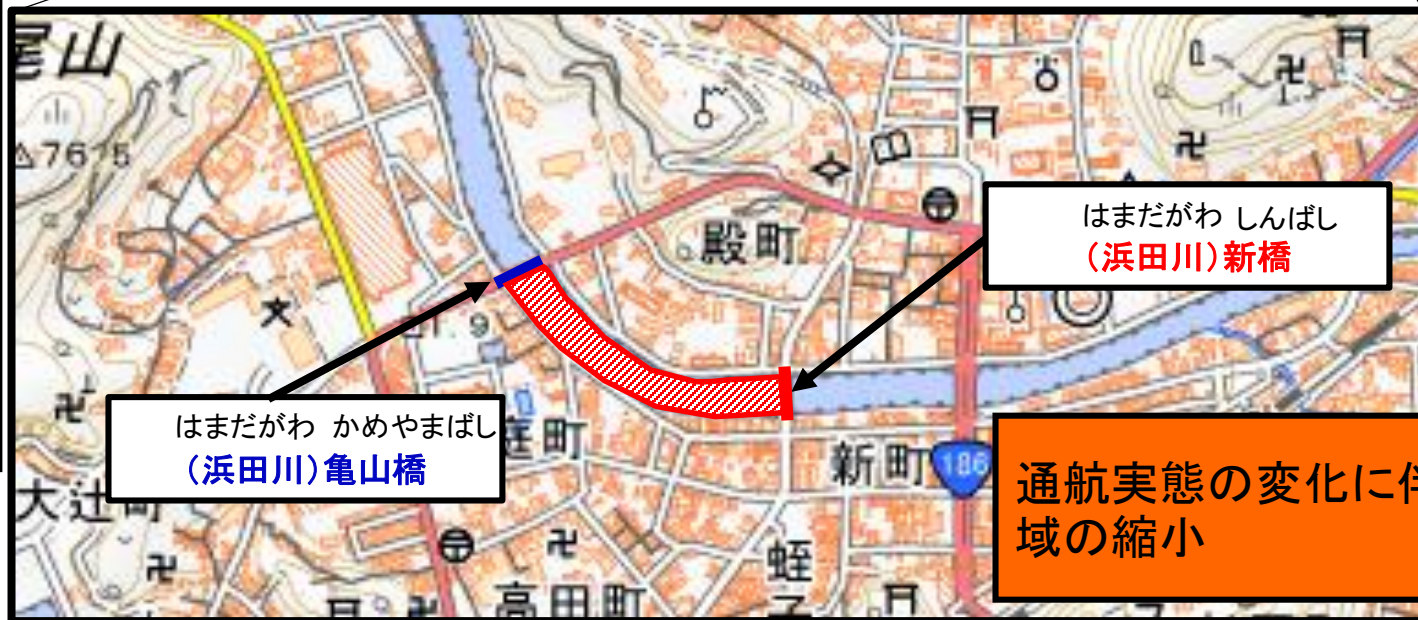 尾山
7615
殿町
はまだがわ しんばし
(浜田川)新橋
はまだがわ かめやまばし
(浜田川)亀山橋
庭町
新町
186
通航実態の変化に伴
域の縮小
大辻町
高田町
蛭
子